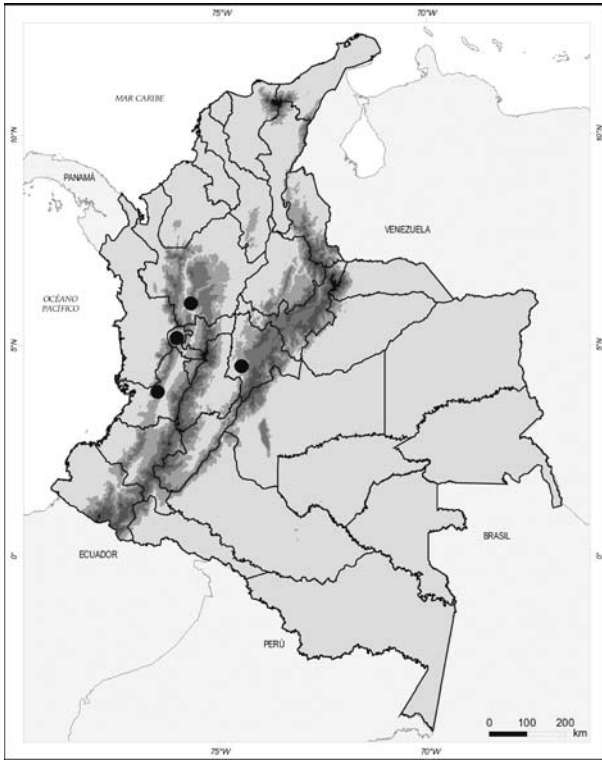 75°W 70°W
MAR CARIBE
10°N 10°N
PANAMÁ
VENEZUELA
OCÉANO
PACÍFICO
5°N 5°N
0° 0°
ECUADOR
BRASIL
PERÚ
0 100 200
km
75°W 70°W